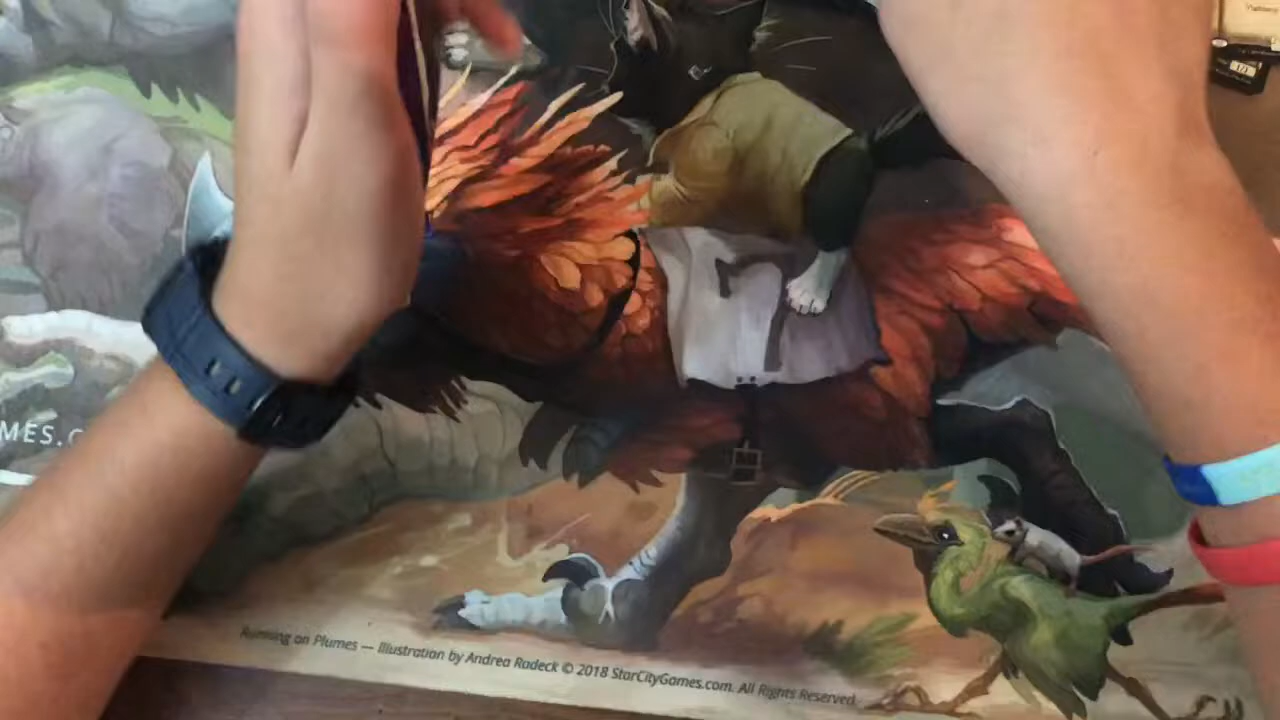 MES.C
Running on Plumes — Illustration by Andrea Radeck © 2018 StarCityGames.com. All Rights Reserved.